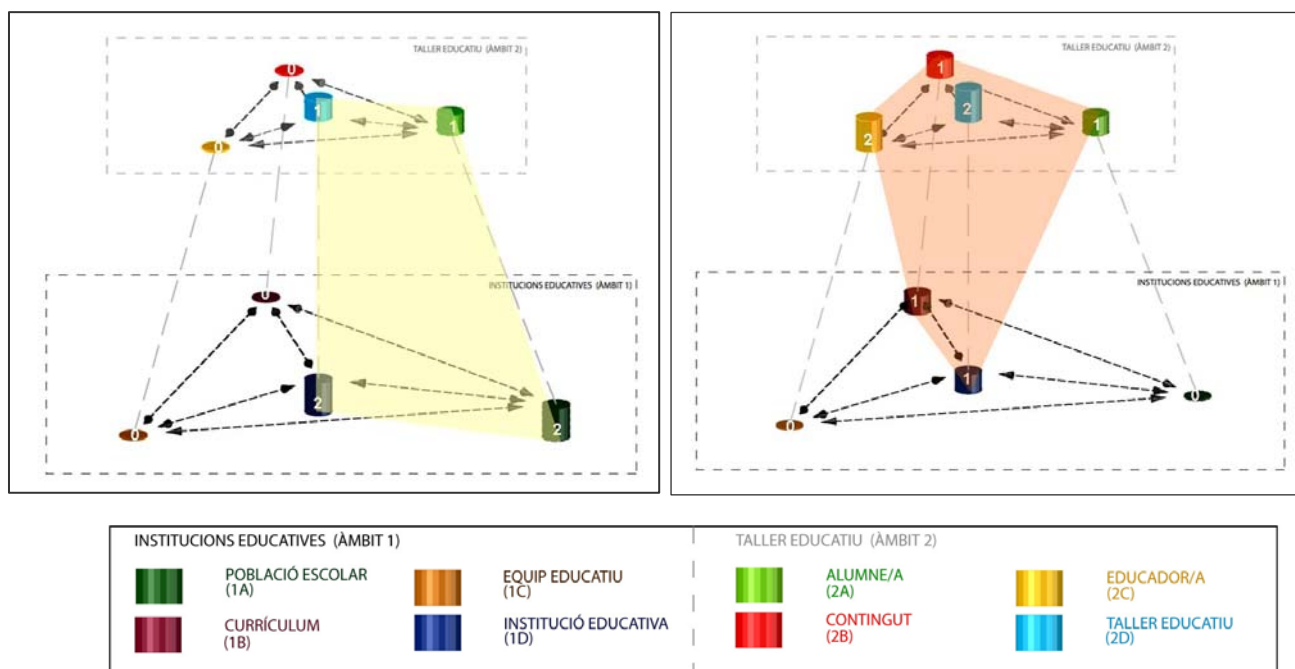 TALLER EDUCATIU (ÀMBIT 2)
0
1
1
0
INSTITUCIONS EDUCATIVES (ÀMBIT 1)
0
2
2
0
TALLER EDUCATIU (ÀMBIT 2)
1
2
1
2
INSTITUCIONS EDUCATIVES (ÀMBIT 1)
1
1
0
0
INSTITUCIONS EDUCATIVES (ÀMBIT 1)
POBLACIÓ ESCOLAR
(1A)
EQUIP EDUCATIU
(1C)
CURRÍCULUM
(1B)
INSTITUCIÓ EDUCATIVA
(1D)
TALLER EDUCATIU (ÀMBIT 2)
ALUMNE/A
(2A)
EDUCADOR/A
(2C)
CONTINGUT
(2B)
TALLER EDUCATIU
(2D)